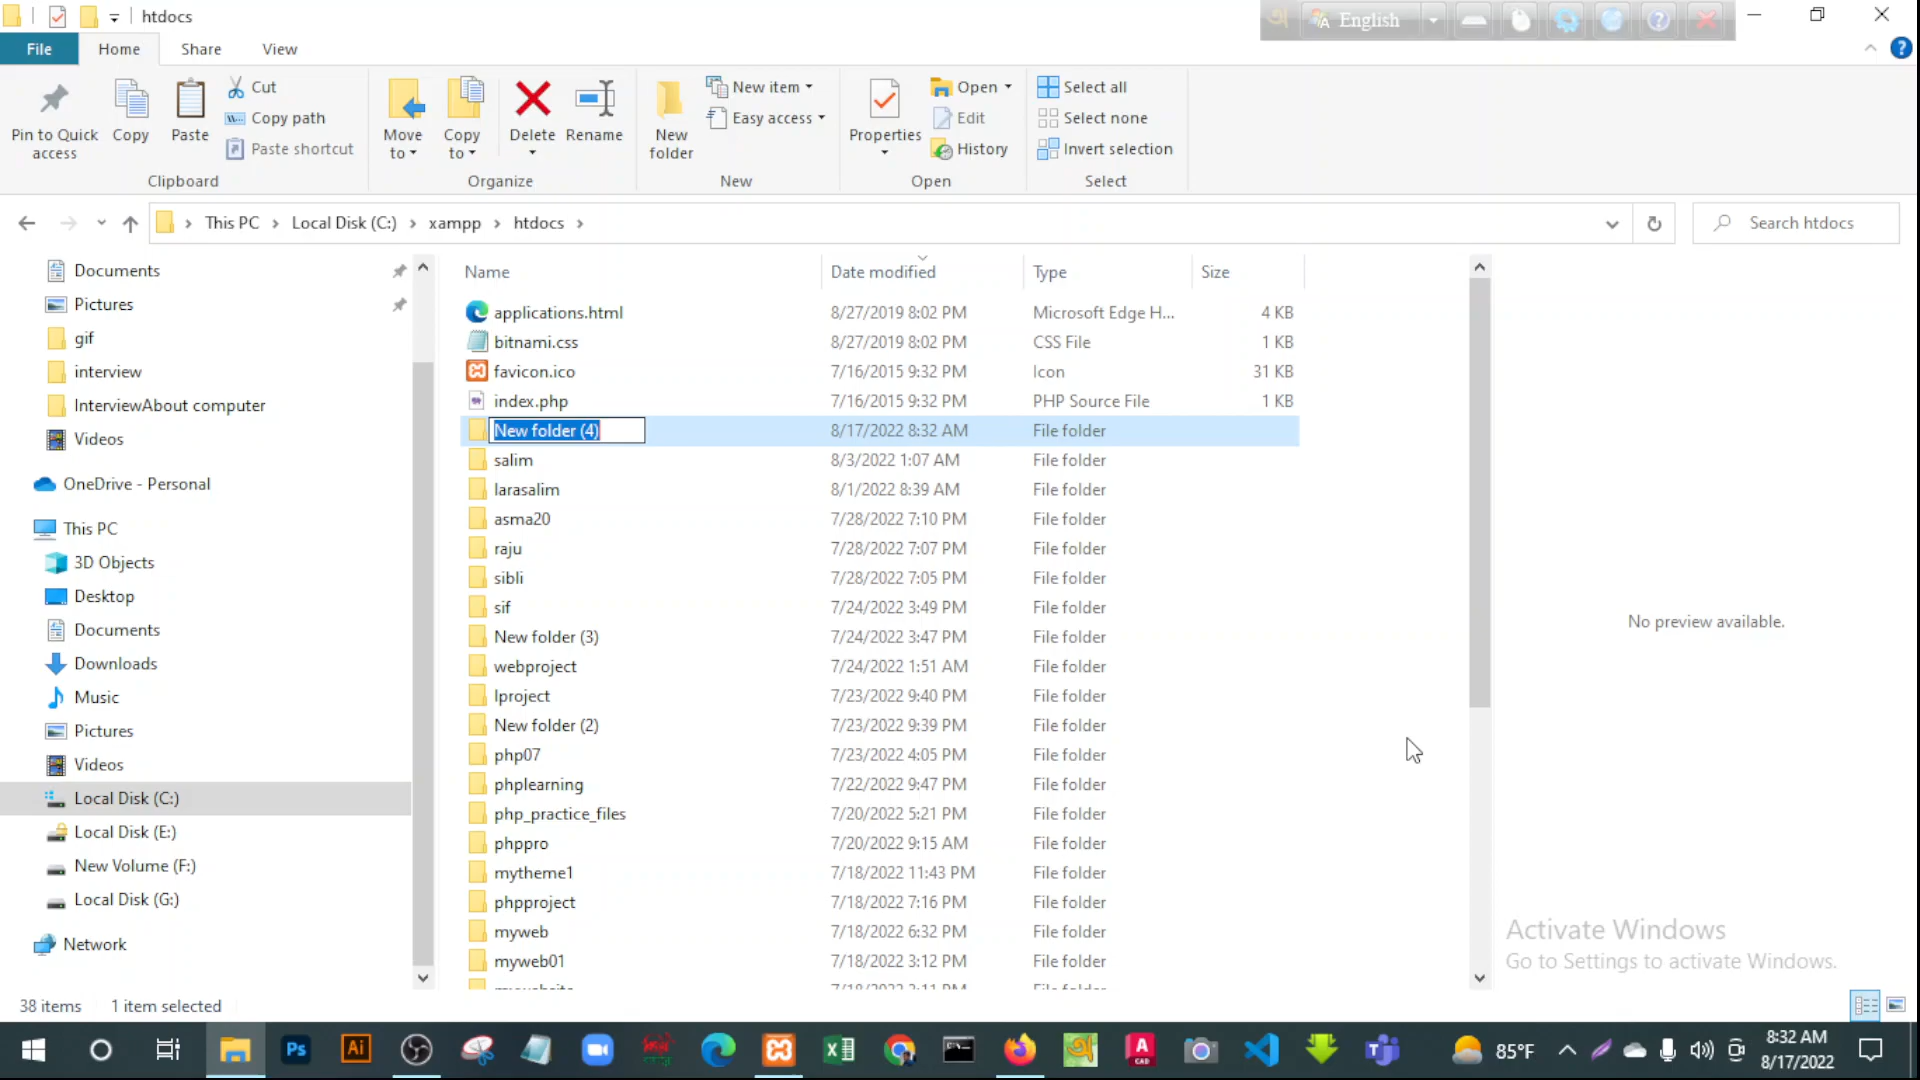 htdocs
English
File
Home
Share
View
Pin to Quick access
Copy
Paste
Cut
Copy path
Paste shortcut
Move to
Copy to
Delete
Rename
New folder
New item
Easy access
Properties
Open
Edit
History
Select all
Select none
Invert selection
Clipboard
Organize
New
Open
Select
This PC
Local Disk (C:)
xampp
htdocs
Search htdocs
Documents
Pictures
gif
interview
InterviewAbout computer
Videos
OneDrive - Personal
This PC
3D Objects
Desktop
Documents
Downloads
Music
Pictures
Videos
Local Disk (C:)
Local Disk (E:)
New Volume (F:)
Local Disk (G:)
Network
Name Date modified Type Size
applications.html 8/27/2019 8:02 PM Microsoft Edge H... 4 KB
bitnami.css 8/27/2019 8:02 PM CSS File 1 KB
favicon.ico 7/16/2015 9:32 PM Icon 31 KB
index.php 7/16/2015 9:32 PM PHP Source File 1 KB
New folder (4) 8/17/2022 8:32 AM File folder
salim 8/3/2022 1:07 AM File folder
larasalim 8/1/2022 8:39 AM File folder
asma20 7/28/2022 7:10 PM File folder
raju 7/28/2022 7:07 PM File folder
sibli 7/28/2022 7:05 PM File folder
sif 7/24/2022 3:49 PM File folder
New folder (3) 7/24/2022 3:47 PM File folder
webproject 7/24/2022 1:51 AM File folder
lproject 7/23/2022 9:40 PM File folder
New folder (2) 7/23/2022 9:39 PM File folder
php07 7/23/2022 4:05 PM File folder
phplearning 7/22/2022 9:47 PM File folder
php_practice_files 7/20/2022 5:21 PM File folder
phppro 7/20/2022 9:15 AM File folder
mytheme1 7/18/2022 11:43 PM File folder
phpproject 7/18/2022 7:16 PM File folder
myweb 7/18/2022 6:32 PM File folder
myweb01 7/18/2022 3:12 PM File folder
No preview available.
Activate Windows
Go to Settings to activate Windows.
38 items 1 item selected
Ps
Ai
85°F
8:32 AM
8/17/2022